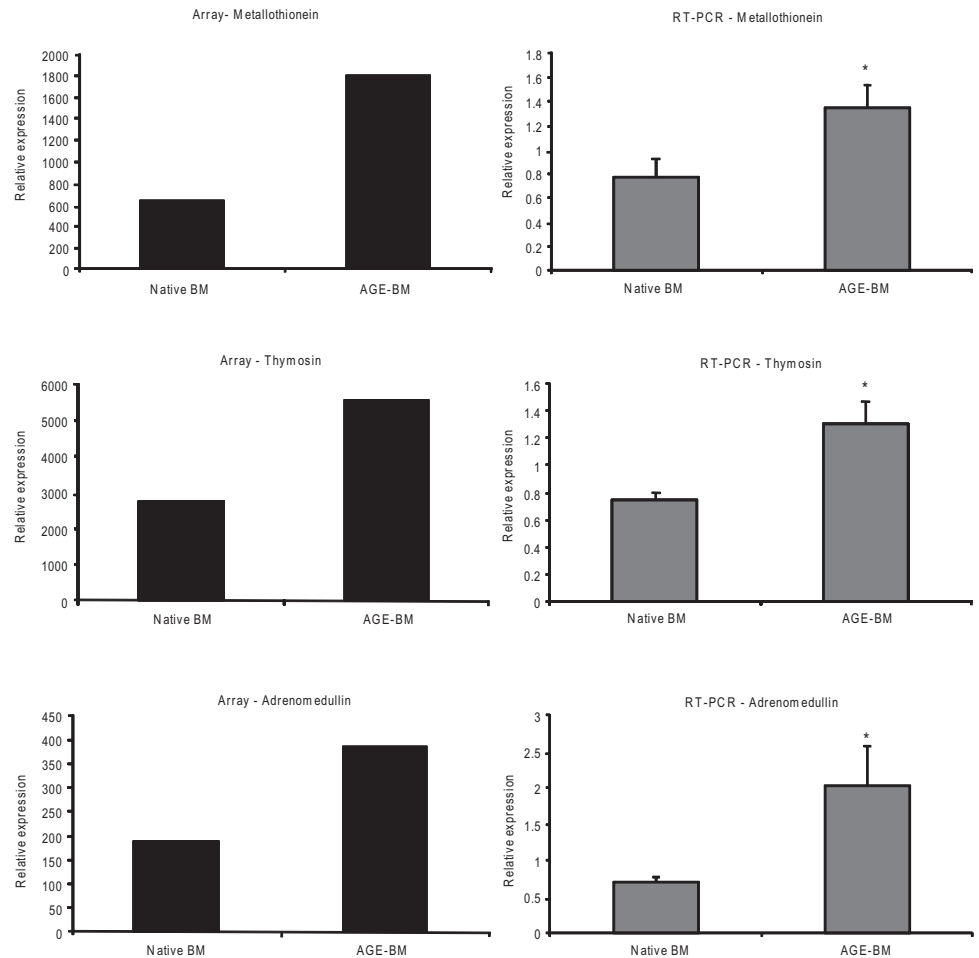 Array- Metallothionein
Relative expression
2000
1800
1600
1400
1200
1000
800
600
400
200
0
Native BM
AGE-BM
RT-PCR - Metallothionein
Relative expression
1.8
1.6
1.4
1.2
1
0.8
0.6
0.4
0.2
0
*
Native BM
AGE-BM
Array - Thymosin
Relative expression
6000
5000
4000
3000
2000
1000
0
Native BM
AGE-BM
RT-PCR - Thymosin
Relative expression
1.6
1.4
1.2
1
0.8
0.6
0.4
0.2
0
*
Native BM
AGE-BM
Array - Adrenomedullin
Relative expression
450
400
350
300
250
200
150
100
50
0
Native BM
AGE-BM
RT-PCR - Adrenomedullin
Relative expression
3
2.5
2
1.5
1
0.5
0
*
Native BM
AGE-BM